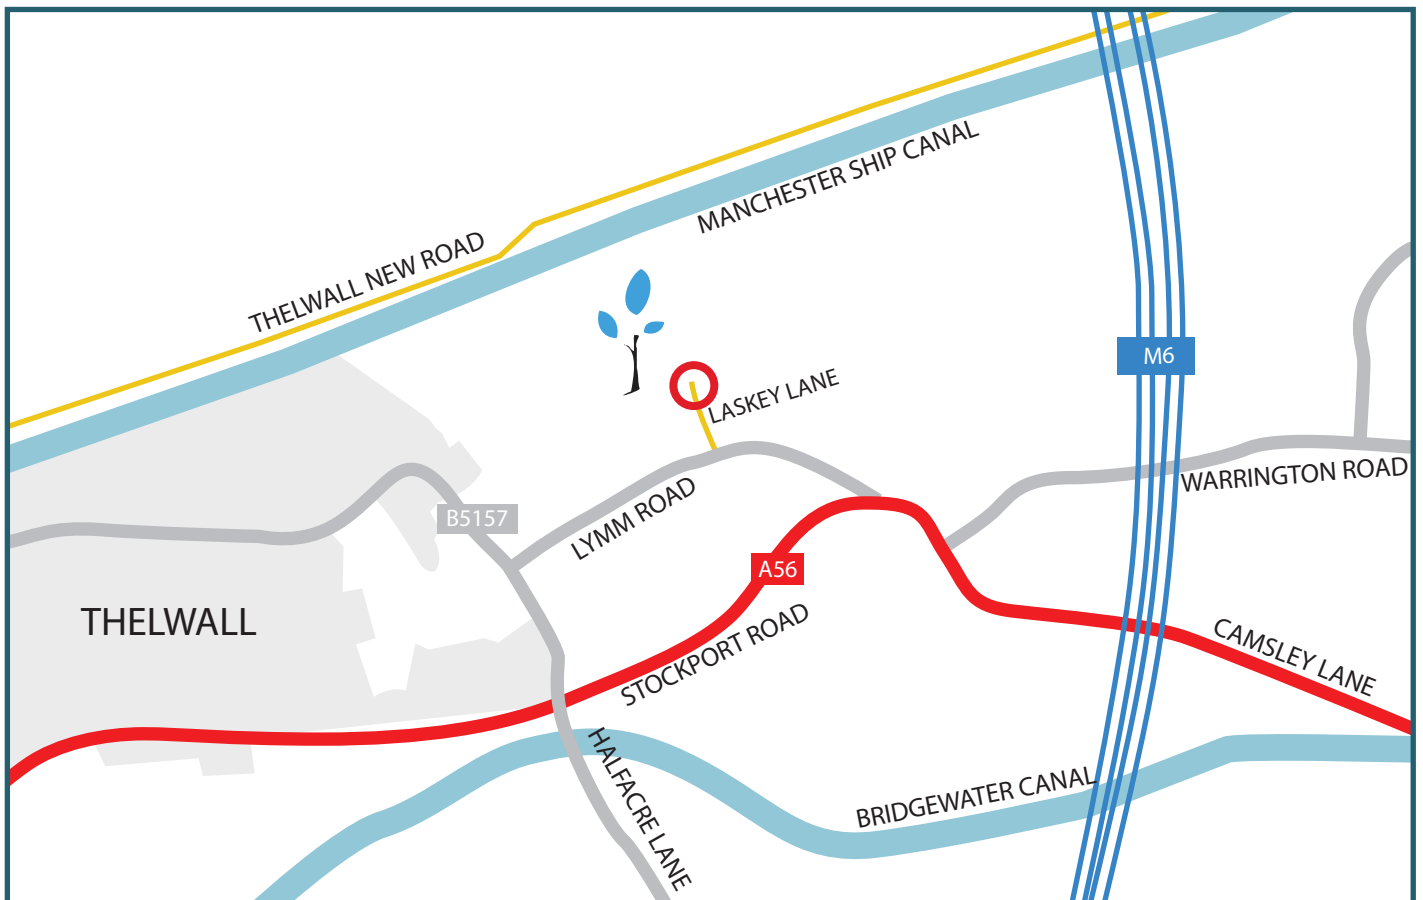 MANCHESTER SHIP CANAL
THELWALL NEW ROAD
M6
LASKEY LANE
WARRINGTON ROAD
B5157
LYMM ROAD
A56
THELWALL
STOCKPORT ROAD
CAMSLEY LANE
HALFACRE LANE
BRIDGEWATER CANAL